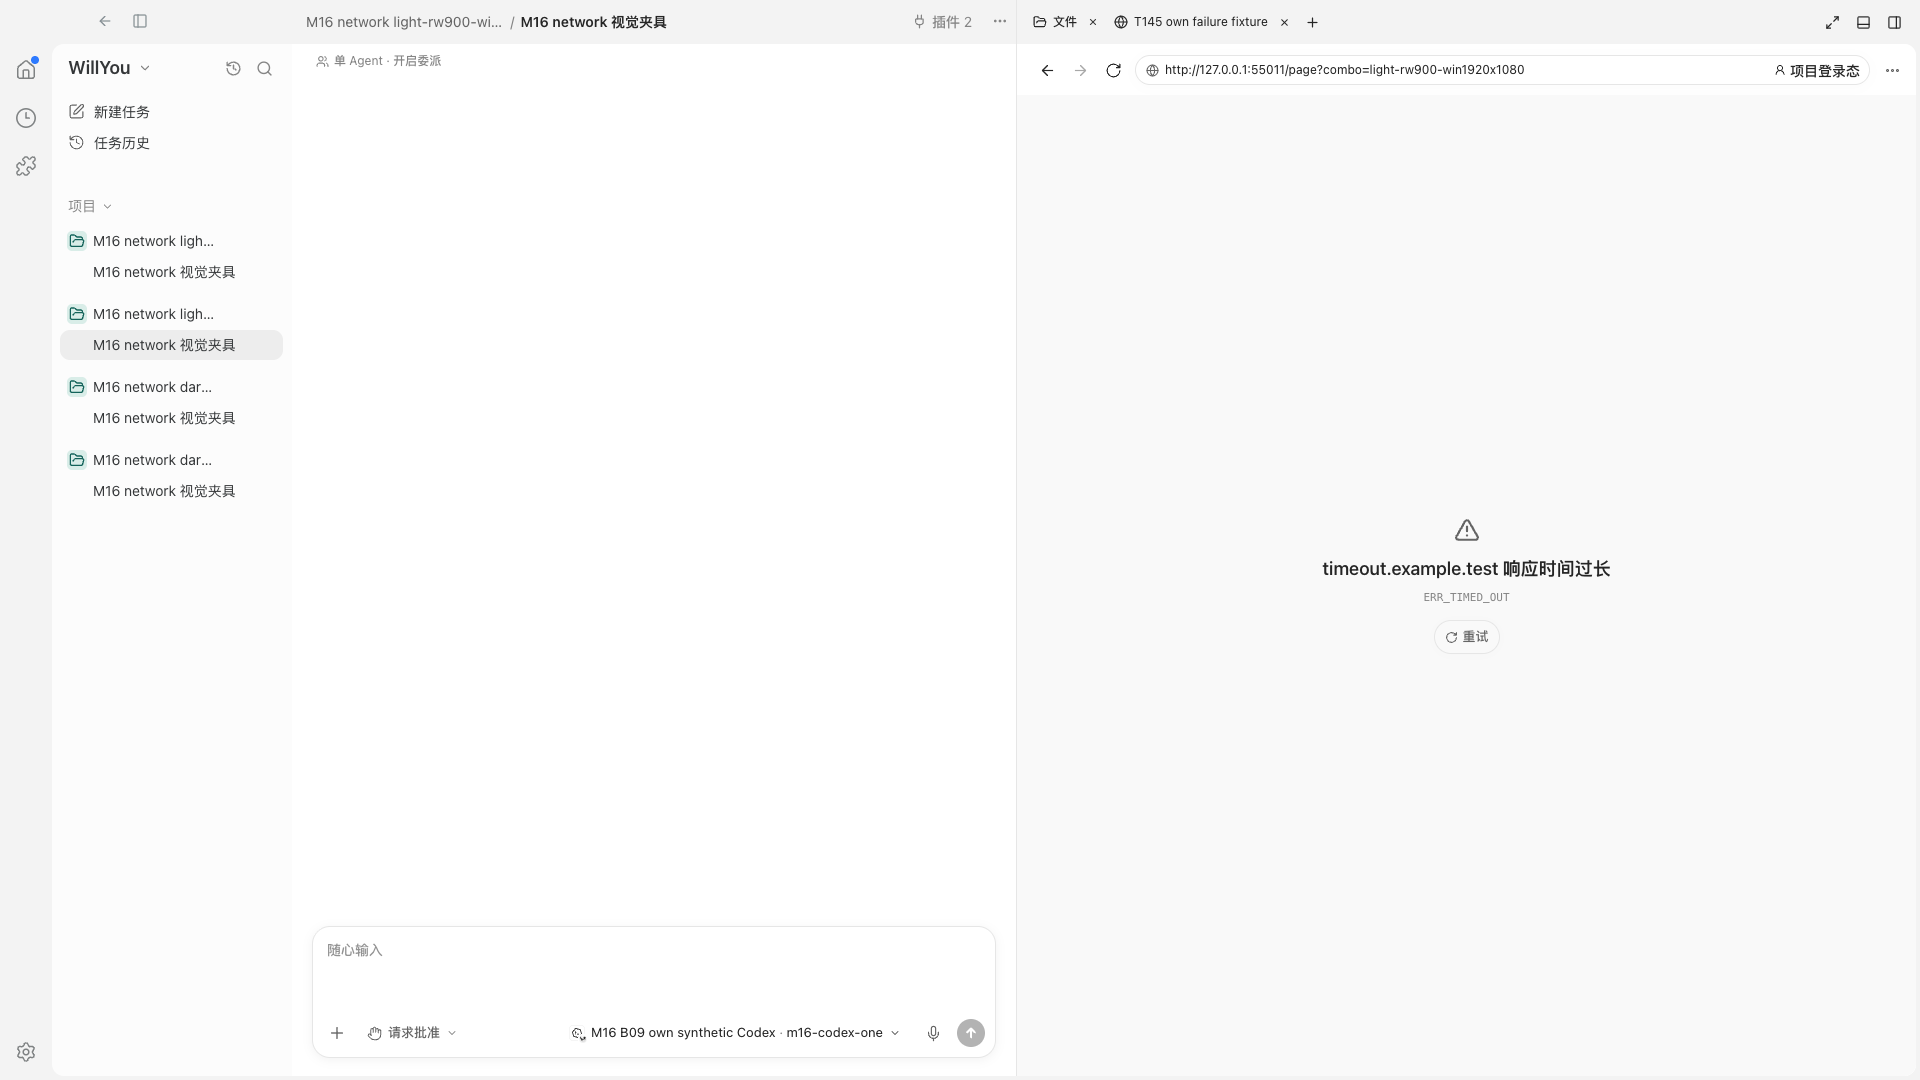 M16 network light-rw900-wi... / M16 network 视觉夹具
插件 2
文件
T145 own failure fixture
WillYou
单 Agent · 开启委派
http://127.0.0.1:55011/page?combo=light-rw900-win1920x1080
项目登录态
新建任务
任务历史
项目
M16 network ligh...
M16 network 视觉夹具
M16 network ligh...
M16 network 视觉夹具
M16 network dar...
M16 network 视觉夹具
M16 network dar...
M16 network 视觉夹具
timeout.example.test 响应时间过长
ERR_TIMED_OUT
重试
随心输入
请求批准
M16 B09 own synthetic Codex · m16-codex-one